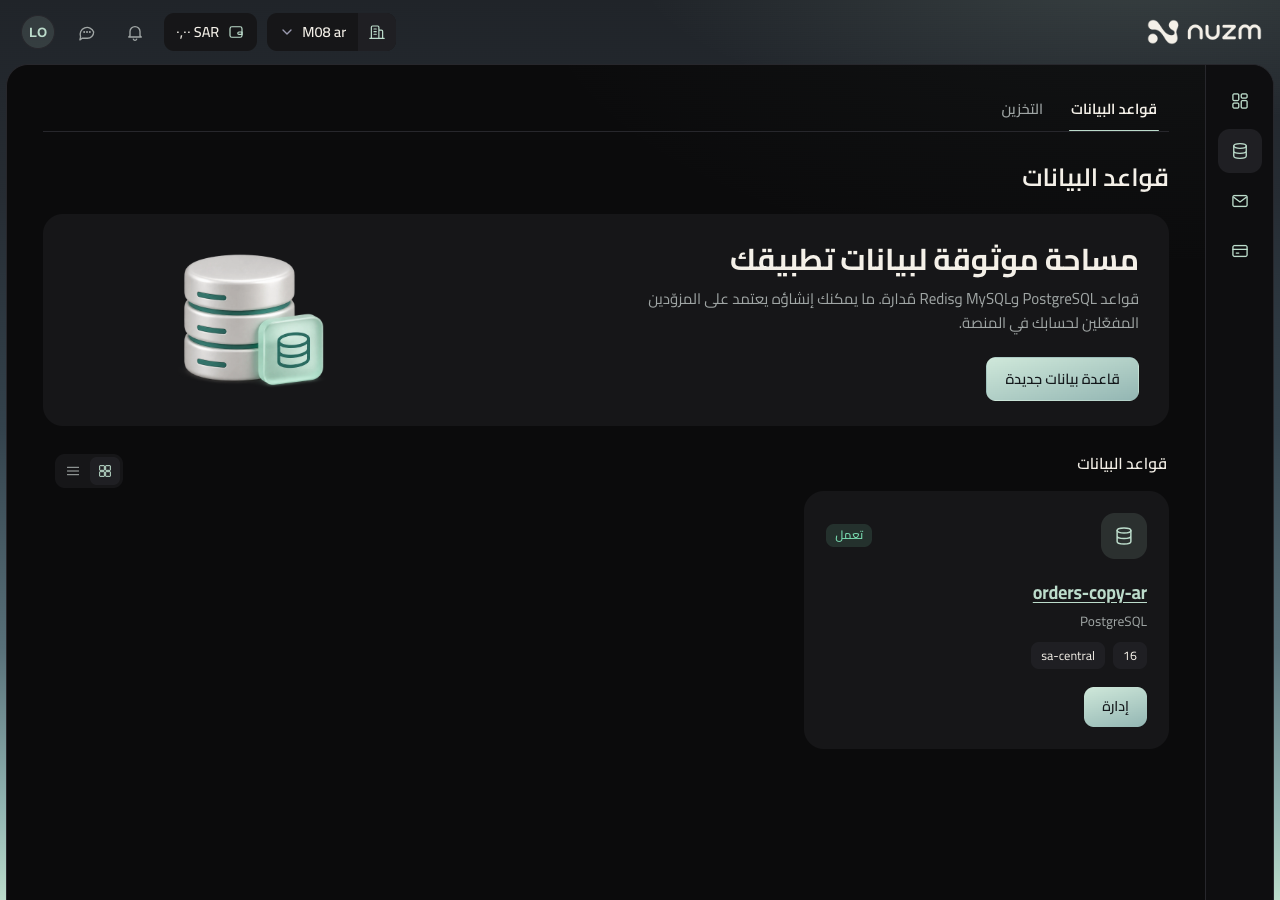 nuzm
M08 ar
٠٫٠٠ SAR
LO
قواعد البيانات
التخزين
قواعد البيانات
مساحة موثوقة لبيانات تطبيقك
قواعد PostgreSQL وMySQL وRedis مُدارة. ما يمكنك إنشاؤه يعتمد على المزوّدين
المفعّلين لحسابك في المنصة.
قاعدة بيانات جديدة
قواعد البيانات
تعمل
orders-copy-ar
PostgreSQL
16
sa-central
إدارة